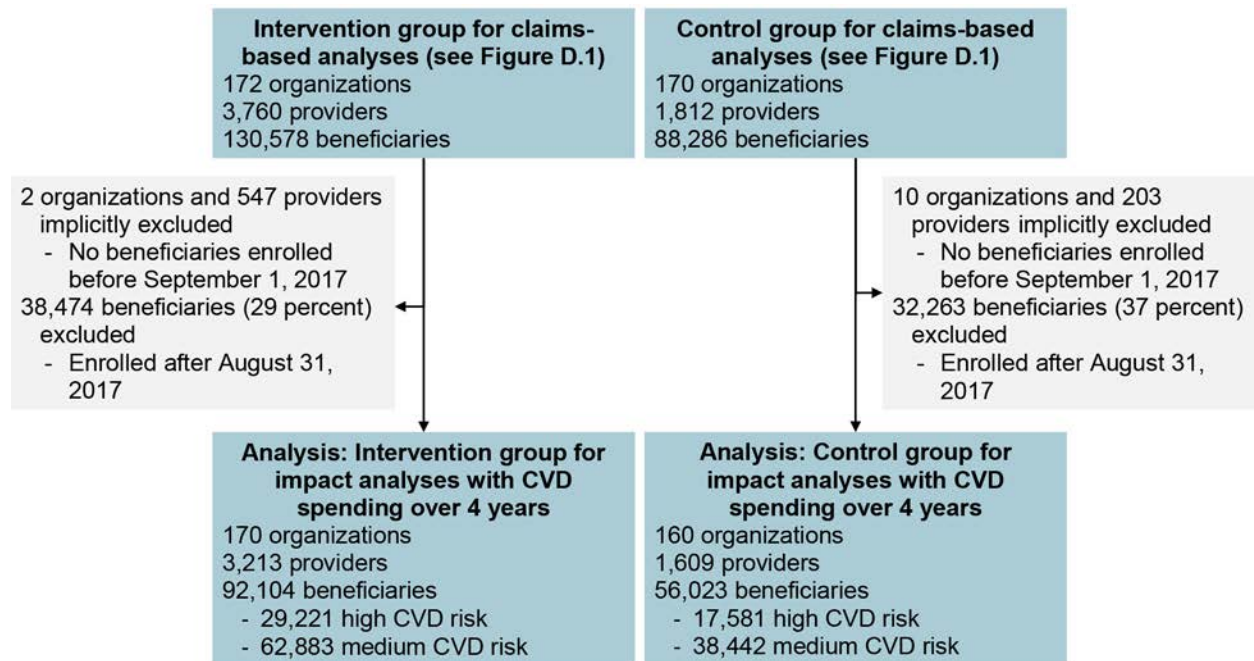 Intervention group for claims-
based analyses (see Figure D.1)
172 organizations
3,760 providers
130,578 beneficiaries
Control group for claims-based
analyses (see Figure D.1)
170 organizations
1,812 providers
88,286 beneficiaries
2 organizations and 547 providers
implicitly excluded
- No beneficiaries enrolled
before September 1, 2017
38,474 beneficiaries (29 percent)
excluded
- Enrolled after August 31,
2017
10 organizations and 203
providers implicitly excluded
- No beneficiaries enrolled
before September 1, 2017
32,263 beneficiaries (37 percent)
excluded
- Enrolled after August 31,
2017
Analysis: Intervention group for
impact analyses with CVD
spending over 4 years
170 organizations
3,213 providers
92,104 beneficiaries
- 29,221 high CVD risk
- 62,883 medium CVD risk
Analysis: Control group for
impact analyses with CVD
spending over 4 years
160 organizations
1,609 providers
56,023 beneficiaries
- 17,581 high CVD risk
- 38,442 medium CVD risk